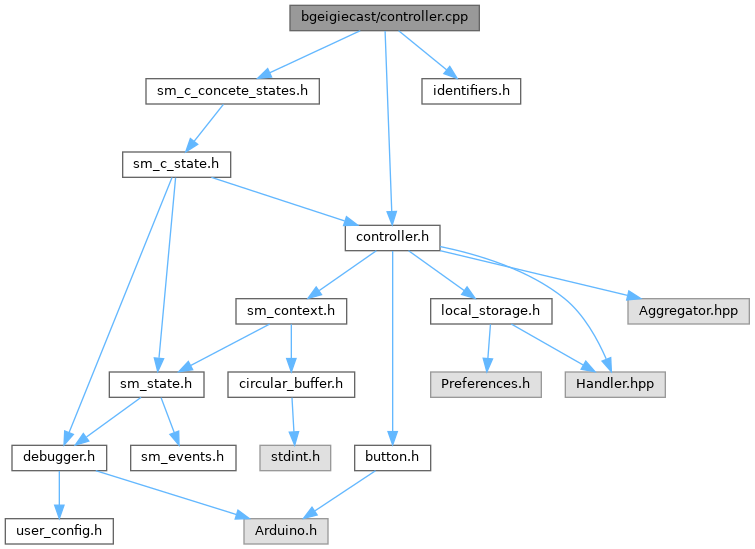 bgeigiecast/controller.cpp
sm_c_concete_states.h
identifiers.h
sm_c_state.h
controller.h
sm_context.h
local_storage.h
Aggregator.hpp
sm_state.h
circular_buffer.h
Preferences.h
Handler.hpp
debugger.h
sm_events.h
stdint.h
button.h
user_config.h
Arduino.h